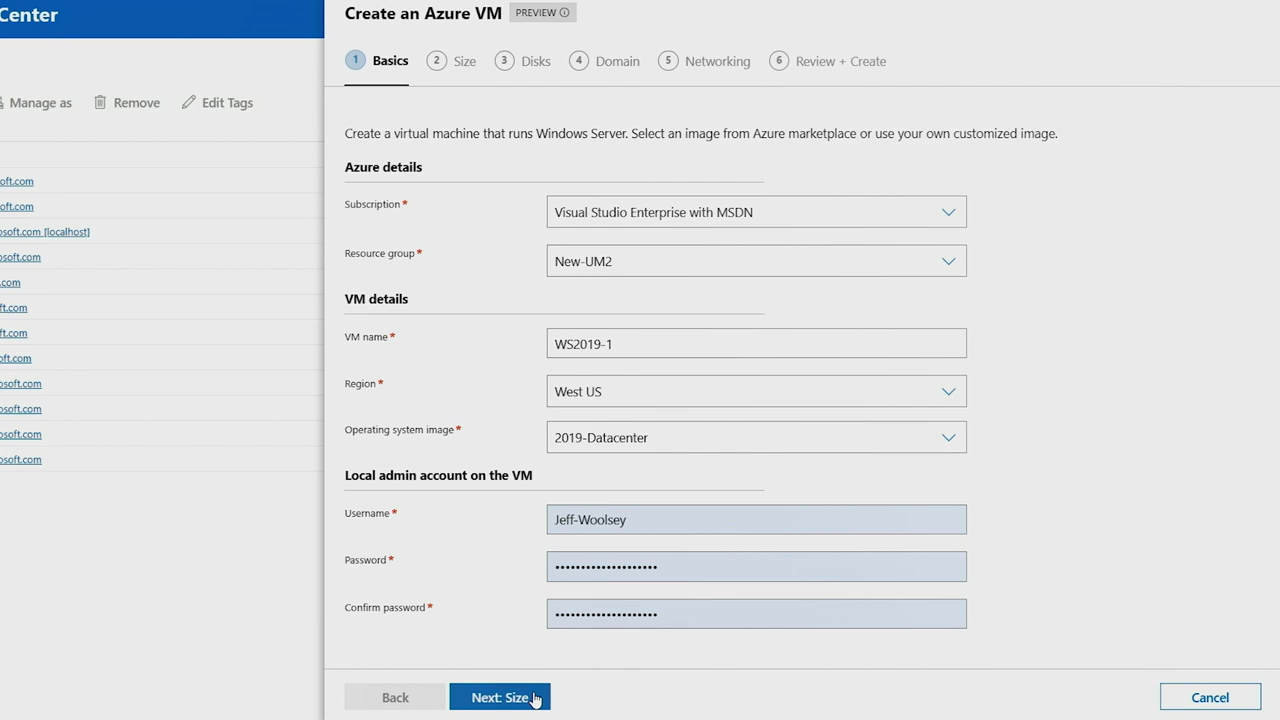 Center
Manage as
Remove
Edit Tags
oft.com
oft.com
osoft.com [localhost]
osoft.com
.com
ft.com
ft.com
oft.com
osoft.com
osoft.com
osoft.com
osoft.com
Create an Azure VM PREVIEW
1 Basics
2 Size
3 Disks
4 Domain
5 Networking
6 Review + Create
Create a virtual machine that runs Windows Server. Select an image from Azure marketplace or use your own customized image.
Azure details
Subscription *
Visual Studio Enterprise with MSDN
Resource group *
New-UM2
VM details
VM name *
WS2019-1
Region *
West US
Operating system image *
2019-Datacenter
Local admin account on the VM
Username *
Jeff-Woolsey
Password *
••••••••••••••••••••
Confirm password *
••••••••••••••••••••
Back
Next: Size
Cancel